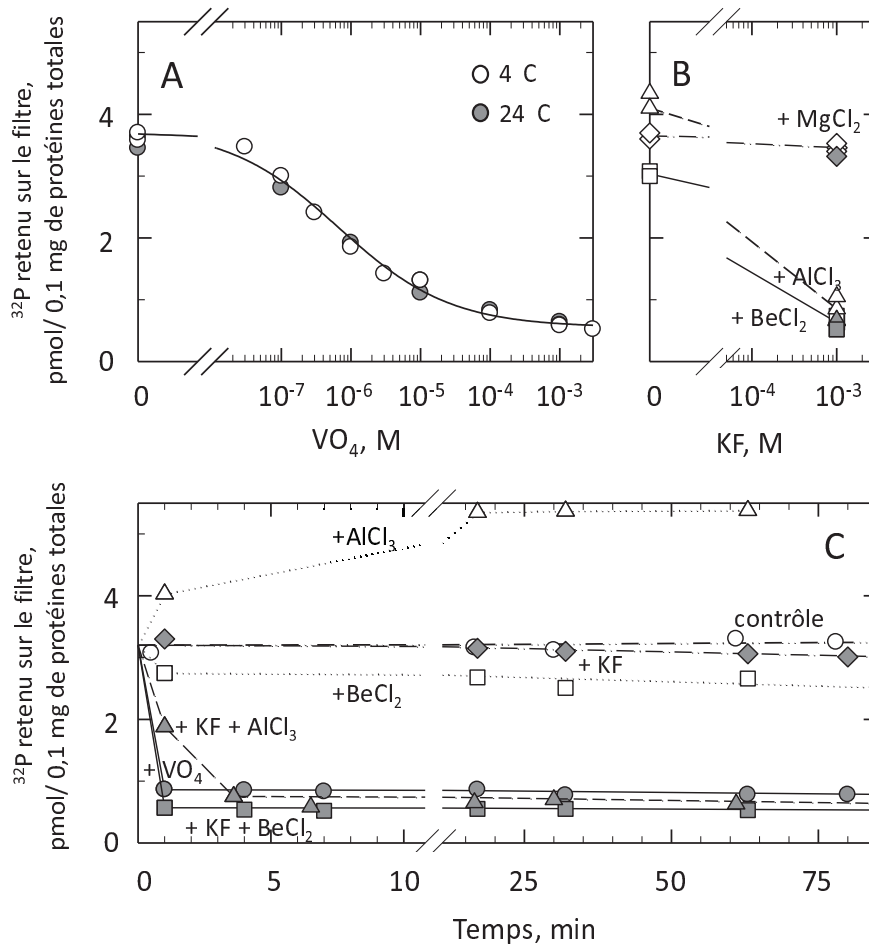 ³²P retenu sur le filtre,
pmol/ 0,1 mg de protéines totales
A
4 C
24 C
4
2
0
0 10⁻⁷ 10⁻⁶ 10⁻⁵ 10⁻⁴ 10⁻³
VO₄, M
B
+ MgCl₂
+ AlCl₃
+ BeCl₂
0 10⁻⁴ 10⁻³
KF, M
³²P retenu sur le filtre,
pmol/ 0,1 mg de protéines totales
C
+AlCl₃
contrôle
+ KF
+BeCl₂
+ KF + AlCl₃
+ VO₄
+ KF + BeCl₂
4
2
0
0 5 10 25 50 75
Temps, min